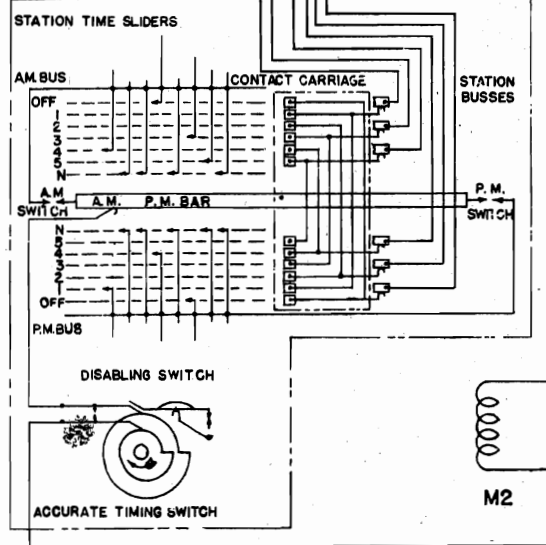 STATION TIME SLIDERS
A.M. BUS
CONTACT CARRIAGE
STATION
BUSSES
OFF
1
2
3
4
5
N
A.M
SWITCH
A.M. P.M. BAR
P. M.
SWITCH
N
5
4
3
2
1
OFF
P.M. BUS
DISABLING SWITCH
M2
ACCURATE TIMING SWITCH